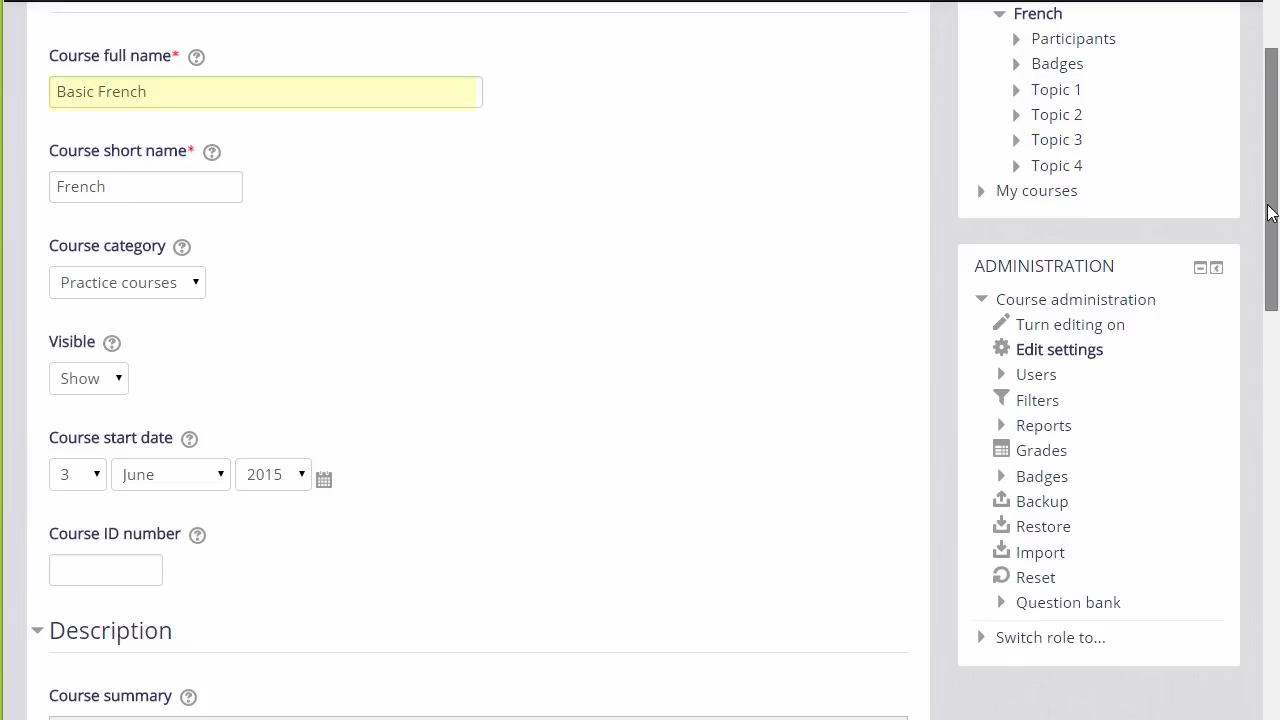 Course full name*
Basic French
Course short name*
French
Course category
Practice courses
Visible
Show
Course start date
3 June 2015
Course ID number
Description
Course summary
French
Participants
Badges
Topic 1
Topic 2
Topic 3
Topic 4
My courses
ADMINISTRATION
Course administration
Turn editing on
Edit settings
Users
Filters
Reports
Grades
Badges
Backup
Restore
Import
Reset
Question bank
Switch role to...